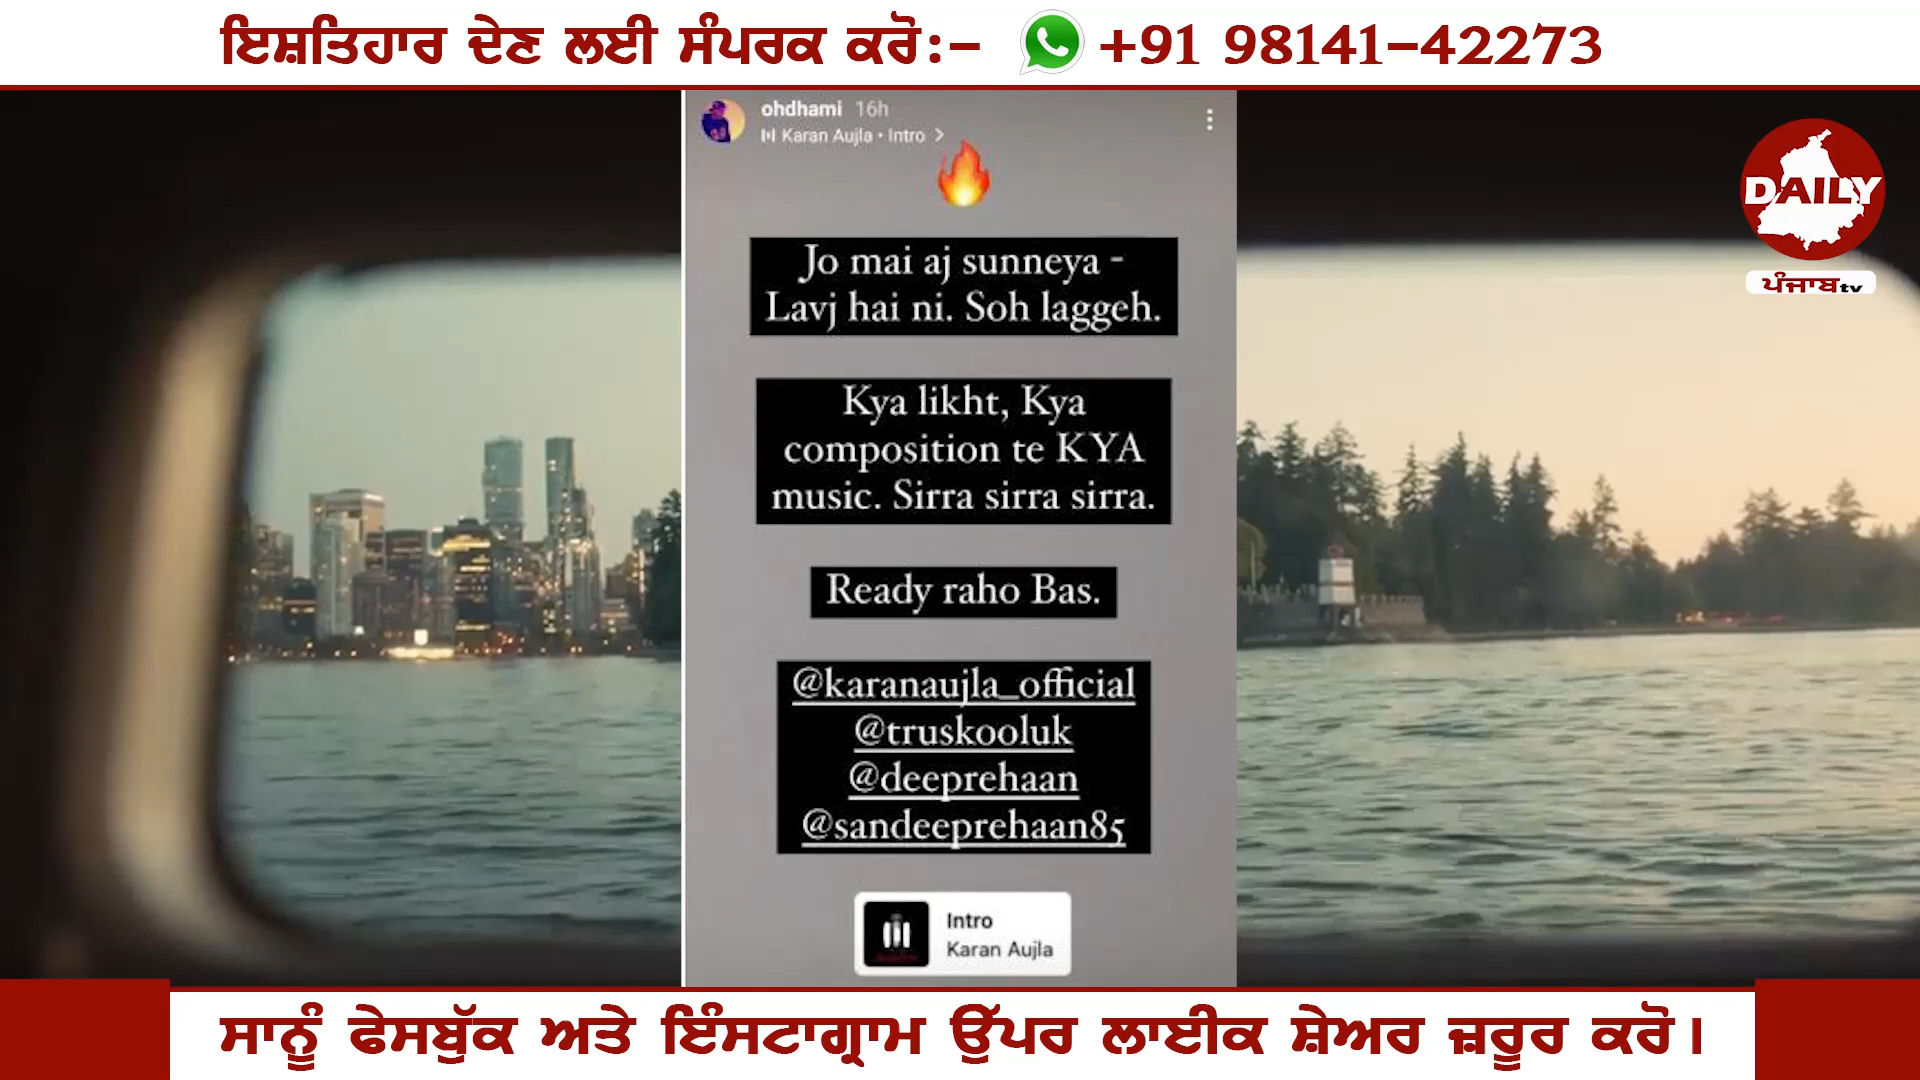 ਇਸ਼ਤਿਹਾਰ ਦੇਣ ਲਈ ਸੰਪਰਕ ਕਰੋ:- +91 98141-42273
ohdhami 16h
Karan Aujla • Intro >
DAILY
ਪੰਜਾਬ tv
Jo mai aj sunneya -
Lavj hai ni. Soh laggeh.
Kya likht, Kya
composition te KYA
music. Sirra sirra sirra.
Ready raho Bas.
@karanaujla_official
@truskooluk
@deeprehaan
@sandeeprehaan85
Intro
Karan Aujla
ਸਾਨੂੰ ਫੇਸਬੁੱਕ ਅਤੇ ਇੰਸਟਾਗ੍ਰਾਮ ਉੱਪਰ ਲਾਈਕ ਸ਼ੇਅਰ ਜ਼ਰੂਰ ਕਰੋ।